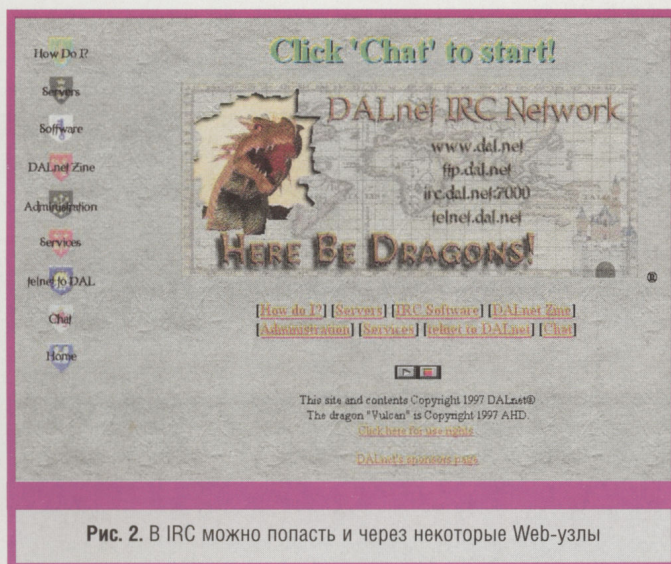 Click 'Chat' to start!
How Do I?
Servers
Software
DALnet Zine
Administration
Services
telnet to DAL
Chat
Home
DALnet IRC Network
www.dal.net
ftp.dal.net
irc.dal.net:7000
telnet.dal.net
HERE BE DRAGONS!
®
[How do I?] [Servers] [IRC Software] [DALnet Zine]
[Administration] [Services] [telnet to DALnet] [Chat]
This site and contents Copyright 1997 DALnet®
The dragon "Vulcan" is Copyright 1997 AHD.
Click here for use rights
DALnet's sponsors page
Рис. 2. В IRC можно попасть и через некоторые Web-узлы